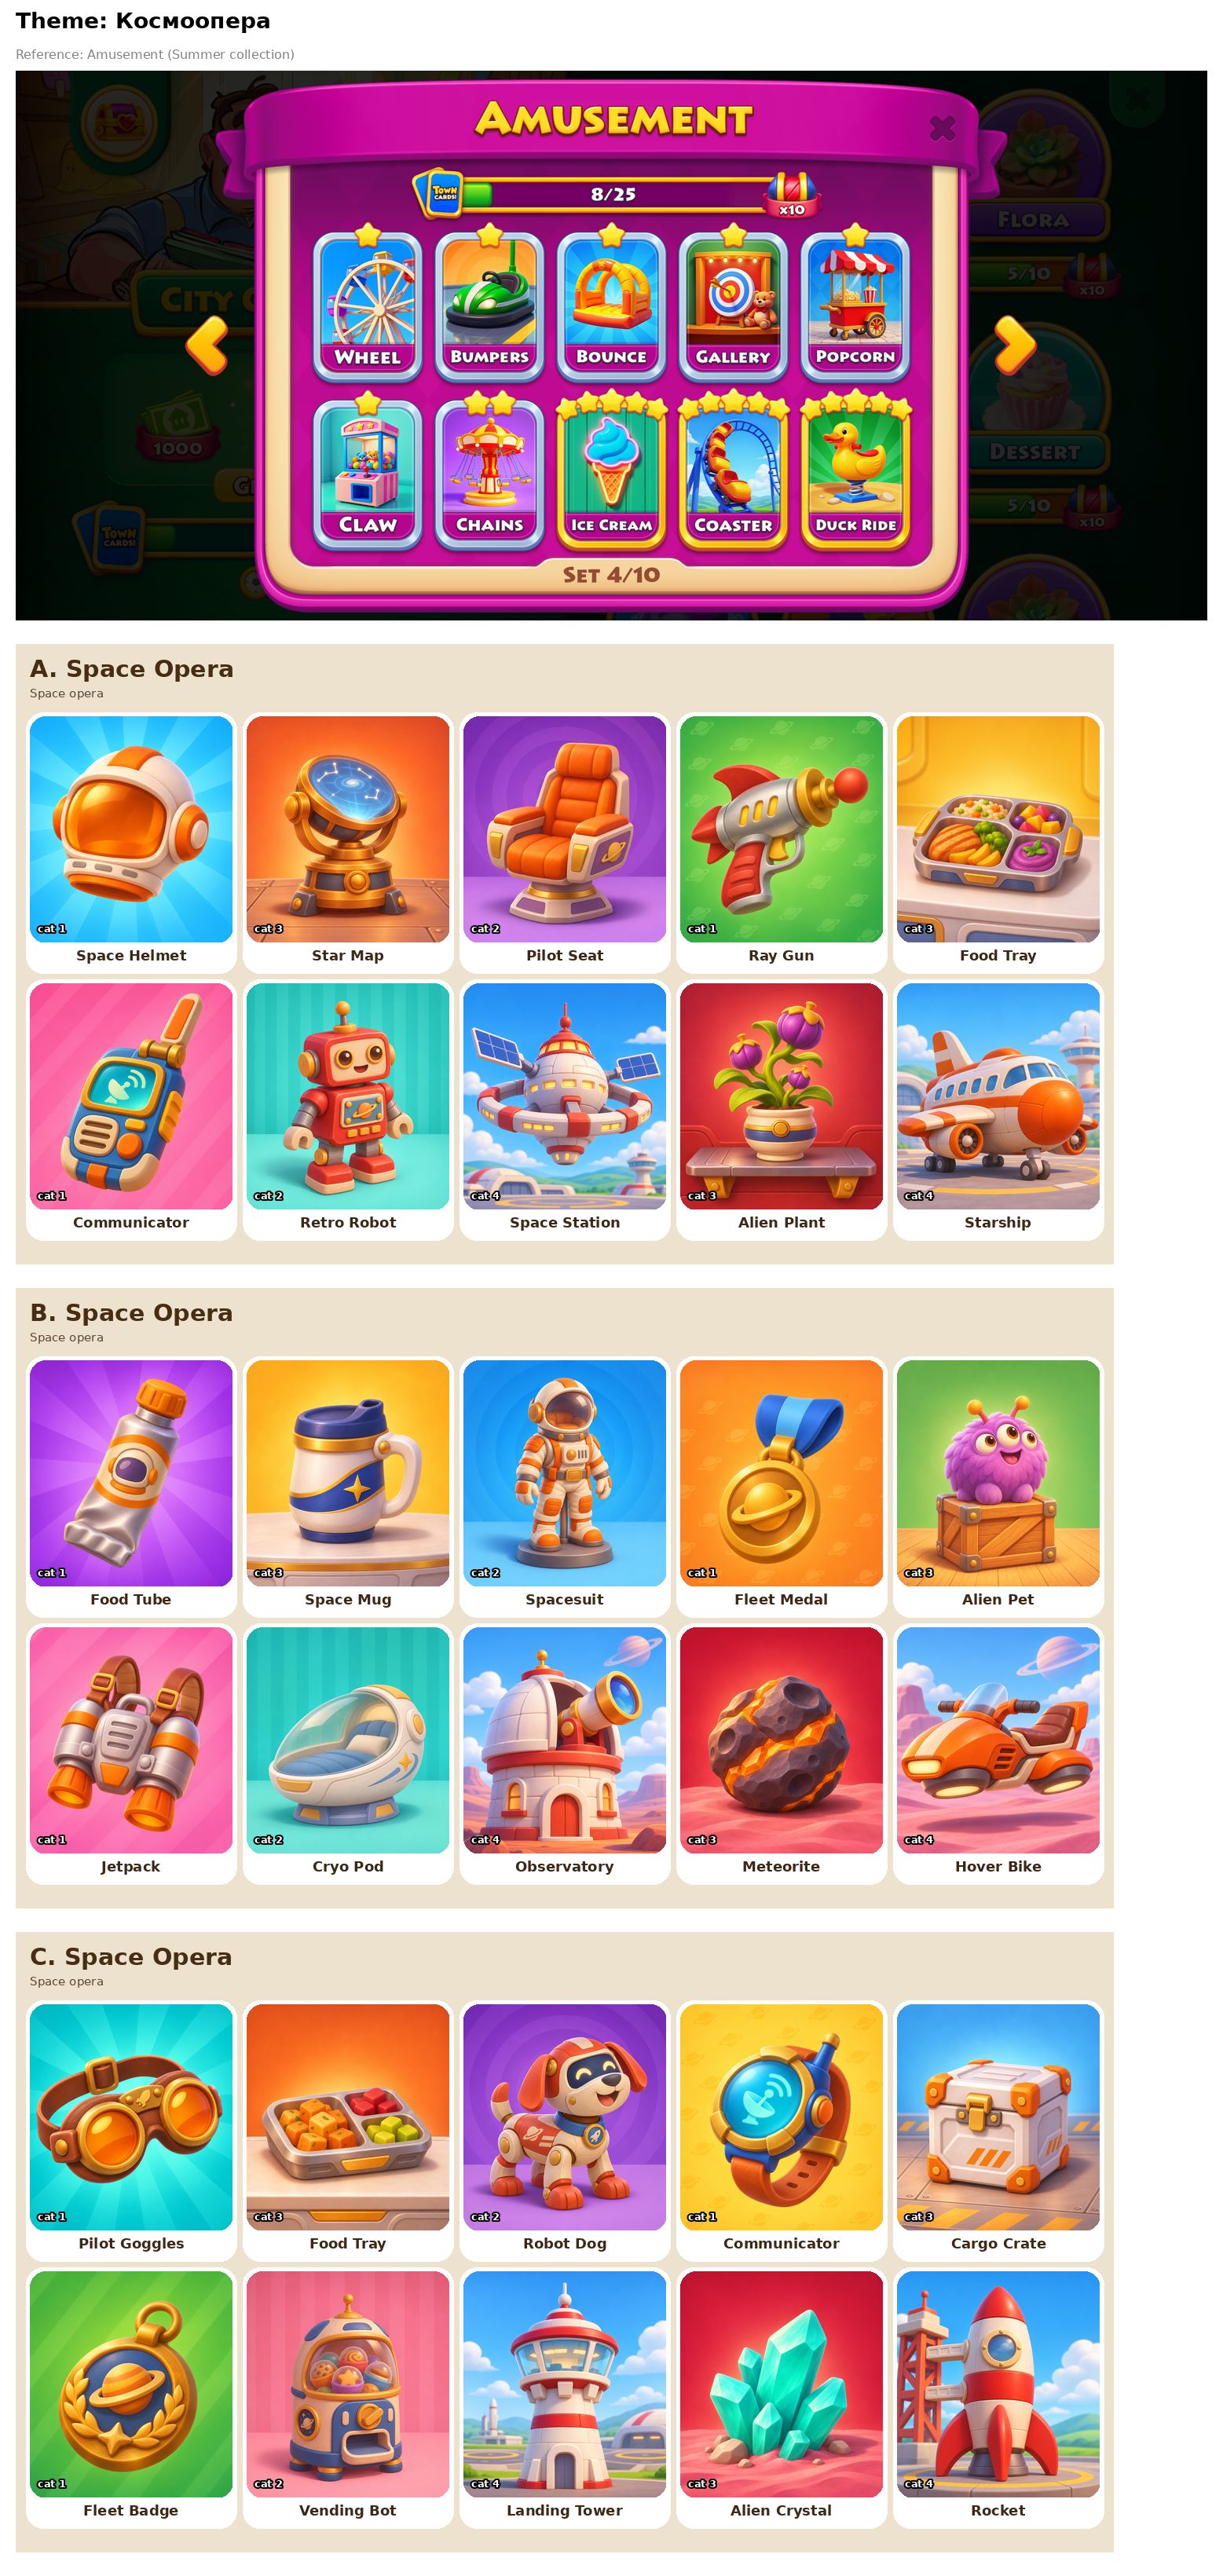 Theme: Космоопера
Reference: Amusement (Summer collection)
AMUSEMENT
TOWN CARDS!
8/25
x10
FLORA
5/10
x10
CITY
WHEEL
BUMPERS
BOUNCE
GALLERY
POPCORN
1000
DESSERT
CLAW
CHAINS
ICE CREAM
COASTER
DUCK RIDE
TOWN CARDS!
5/10
x10
SET 4/10
A. Space Opera
Space opera
cat 1
cat 3
cat 2
cat 1
cat 3
Space Helmet
Star Map
Pilot Seat
Ray Gun
Food Tray
cat 1
cat 2
cat 4
cat 3
cat 4
Communicator
Retro Robot
Space Station
Alien Plant
Starship
B. Space Opera
Space opera
cat 1
cat 3
cat 2
cat 1
cat 3
Food Tube
Space Mug
Spacesuit
Fleet Medal
Alien Pet
cat 1
cat 2
cat 4
cat 3
cat 4
Jetpack
Cryo Pod
Observatory
Meteorite
Hover Bike
C. Space Opera
Space opera
cat 1
cat 3
cat 2
cat 1
cat 3
Pilot Goggles
Food Tray
Robot Dog
Communicator
Cargo Crate
cat 1
cat 2
cat 4
cat 3
cat 4
Fleet Badge
Vending Bot
Landing Tower
Alien Crystal
Rocket